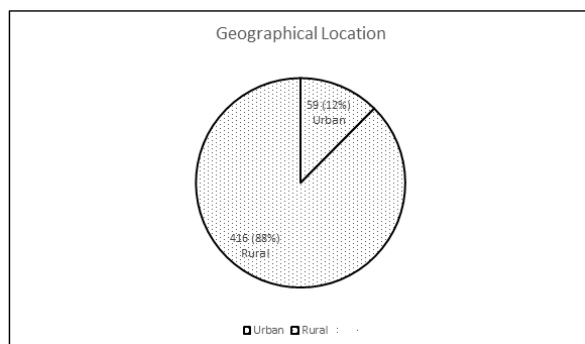 Geographical Location
59 (12%)
Urban
416 (88%)
Rural
Urban Rural